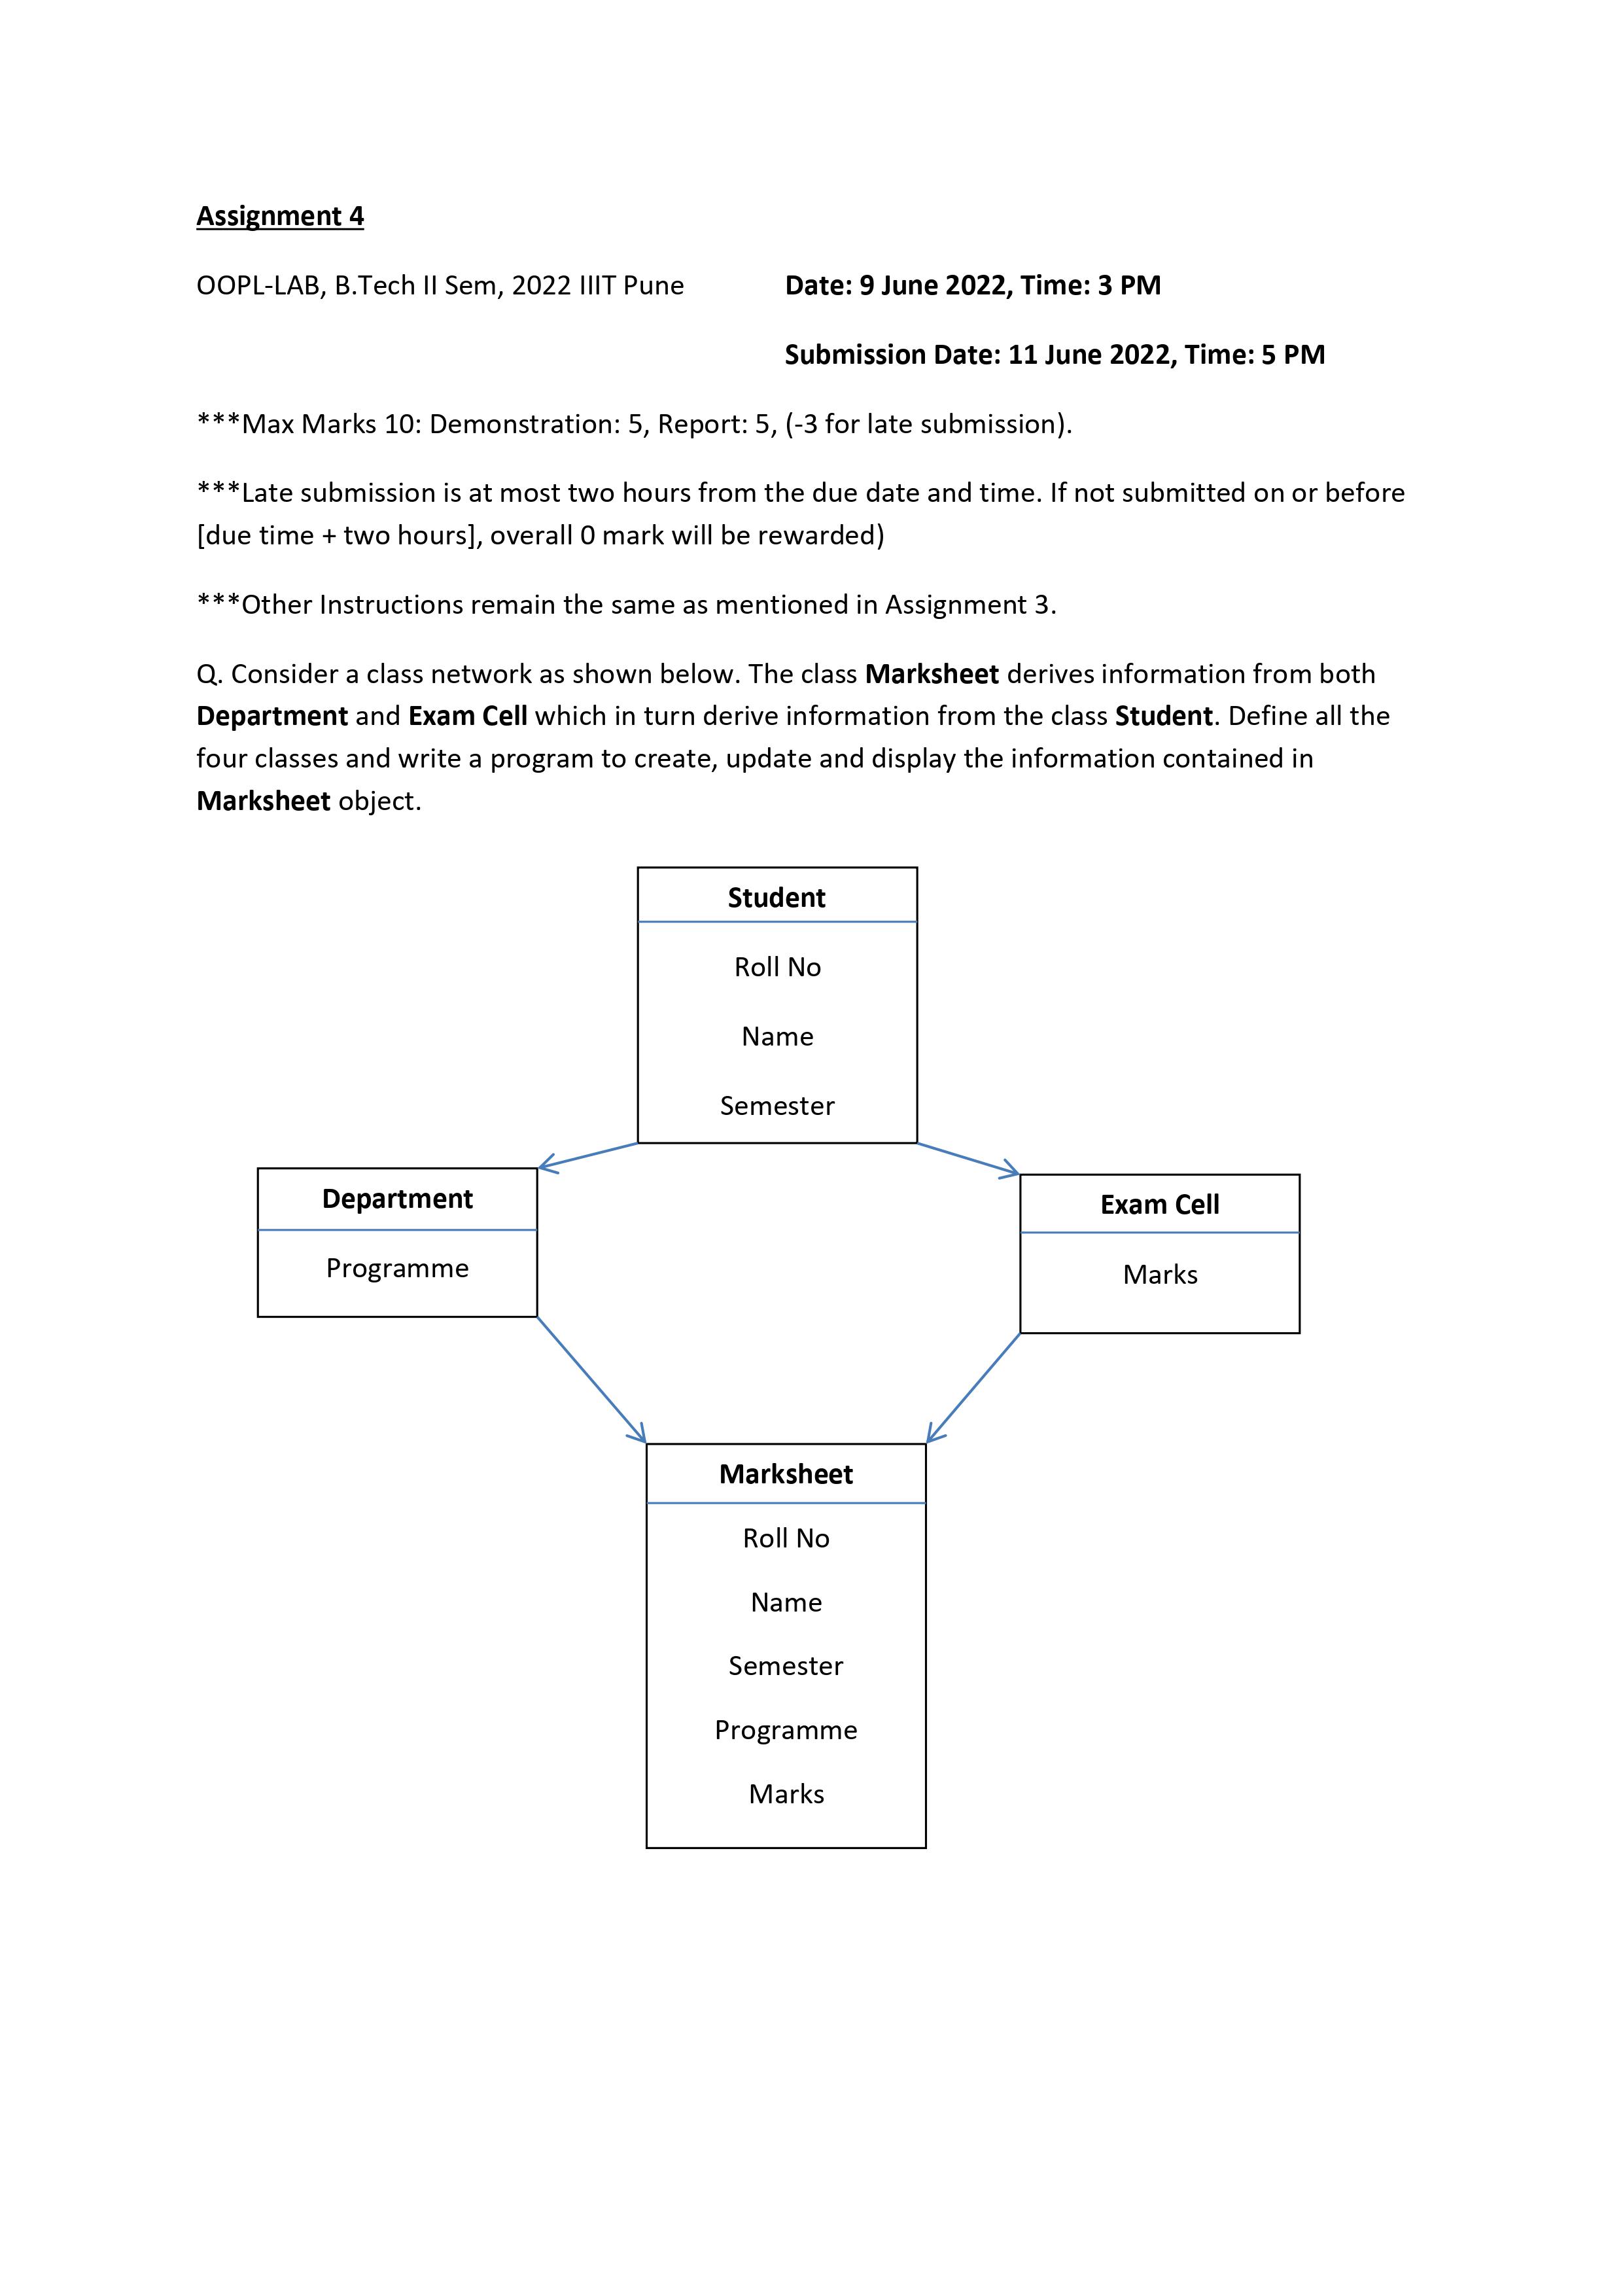 Assignment 4
OOPL-LAB, B.Tech II Sem, 2022 IIIT Pune Date: 9 June 2022, Time: 3 PM
Submission Date: 11 June 2022, Time: 5 PM
***Max Marks 10: Demonstration: 5, Report: 5, (-3 for late submission).
***Late submission is at most two hours from the due date and time. If not submitted on or before
[due time + two hours], overall 0 mark will be rewarded)
***Other Instructions remain the same as mentioned in Assignment 3.
Q. Consider a class network as shown below. The class Marksheet derives information from both
Department and Exam Cell which in turn derive information from the class Student. Define all the
four classes and write a program to create, update and display the information contained in
Marksheet object.
Student
Roll No
Name
Semester
Department
Programme
Exam Cell
Marks
Marksheet
Roll No
Name
Semester
Programme
Marks